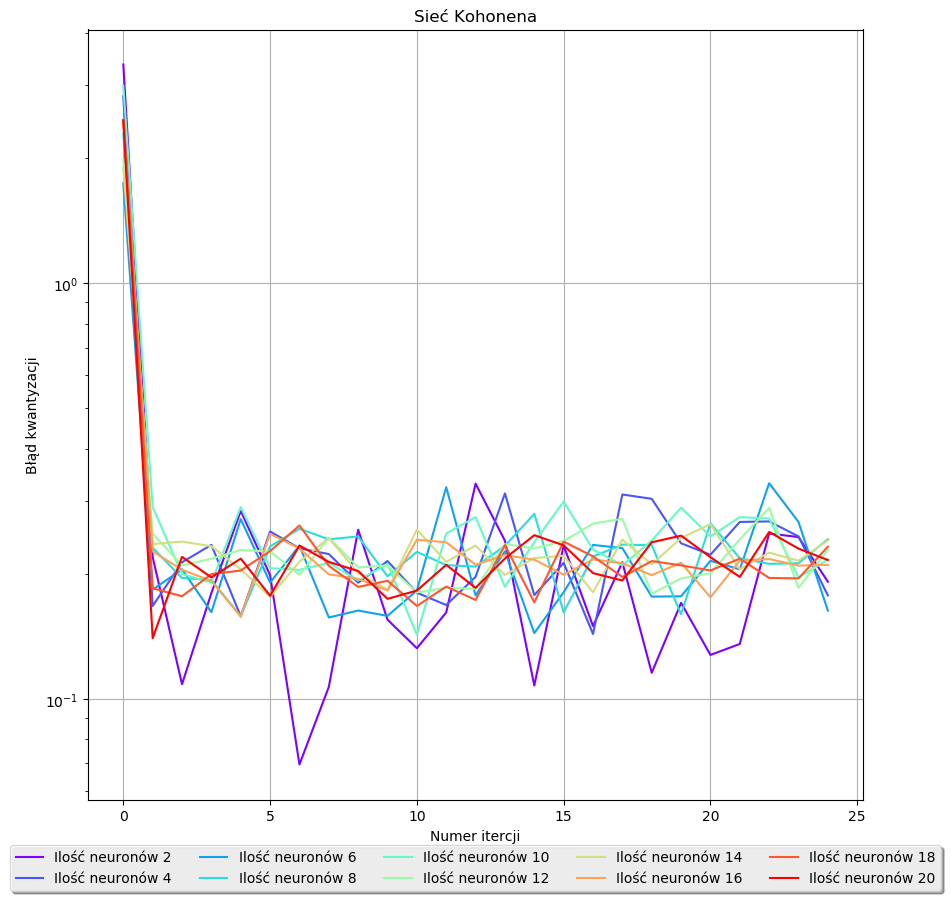 Sieć Kohonena
10⁰
Błąd kwantyzacji
10⁻¹
0 5 10 15 20 25
Numer itercji
Ilość neuronów 2 Ilość neuronów 6 Ilość neuronów 10 Ilość neuronów 14 Ilość neuronów 18
Ilość neuronów 4 Ilość neuronów 8 Ilość neuronów 12 Ilość neuronów 16 Ilość neuronów 20